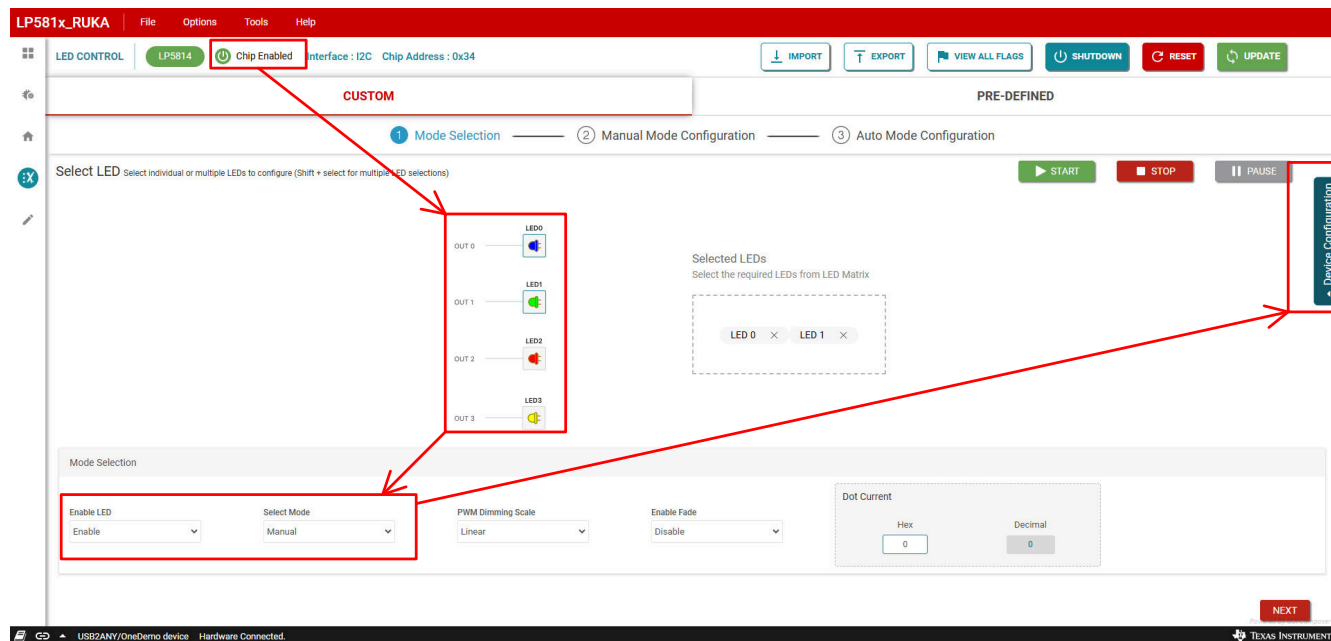 LP581x_RUKA File Options Tools Help
LED CONTROL LP5814 Chip Enabled Interface : I2C Chip Address : 0x34 IMPORT EXPORT VIEW ALL FLAGS SHUTDOWN RESET UPDATE
CUSTOM PRE-DEFINED
1 Mode Selection 2 Manual Mode Configuration 3 Auto Mode Configuration
Select LED Select individual or multiple LEDs to configure (Shift + select for multiple LED selections) START STOP PAUSE
Device Configuration
LED0
OUT 0
LED1
OUT 1
LED2
OUT 2
LED3
OUT 3
Selected LEDs
Select the required LEDs from LED Matrix
LED 0 × LED 1 ×
Mode Selection
Enable LED Select Mode PWM Dimming Scale Enable Fade
Enable Manual Linear Disable
Dot Current
Hex Decimal
0 0
NEXT
USB2ANY/OneDemo device Hardware Connected. TEXAS INSTRUMENT